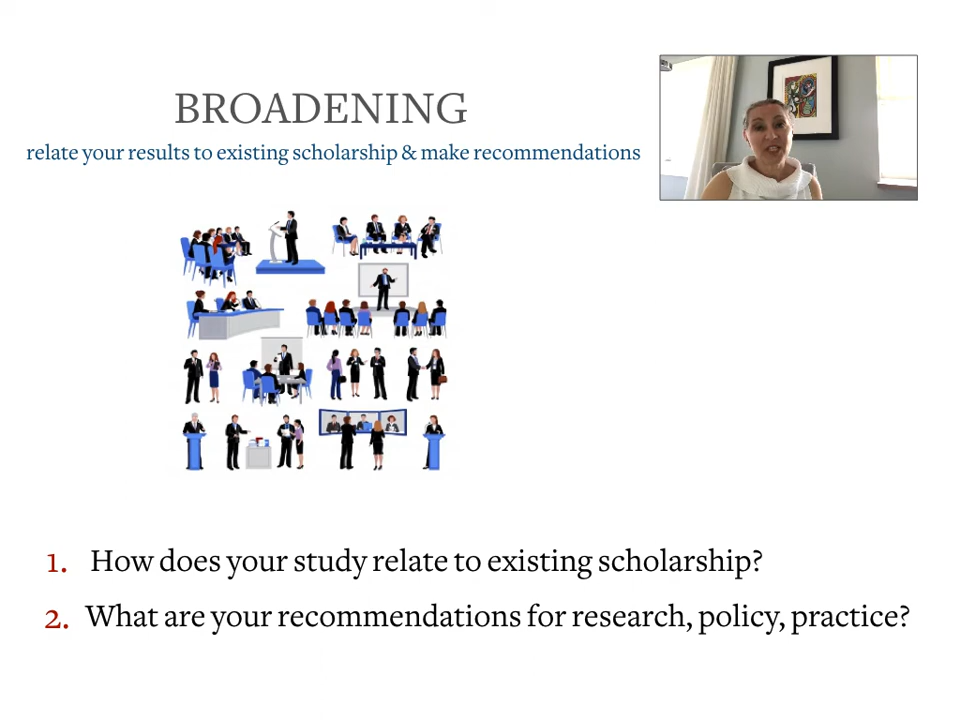 BROADENING
relate your results to existing scholarship & make recommendations
1. How does your study relate to existing scholarship?
2. What are your recommendations for research, policy, practice?